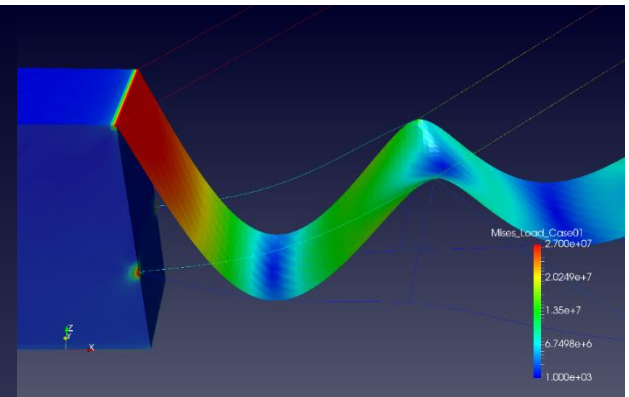 Mises_Load_Case01
2.700e+07
2.0249e+7
1.35e+7
6.7498e+6
1.000e+03
Z
Y
X